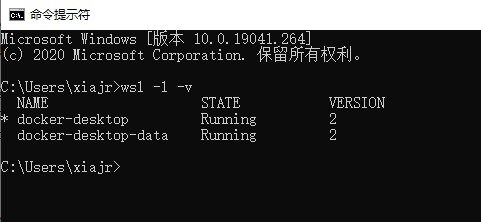 命令提示符
Microsoft Windows [版本 10.0.19041.264]
(c) 2020 Microsoft Corporation. 保留所有权利。
C:\Users\xiajr>wsl -l -v
NAME STATE VERSION
* docker-desktop Running 2
docker-desktop-data Running 2
C:\Users\xiajr>